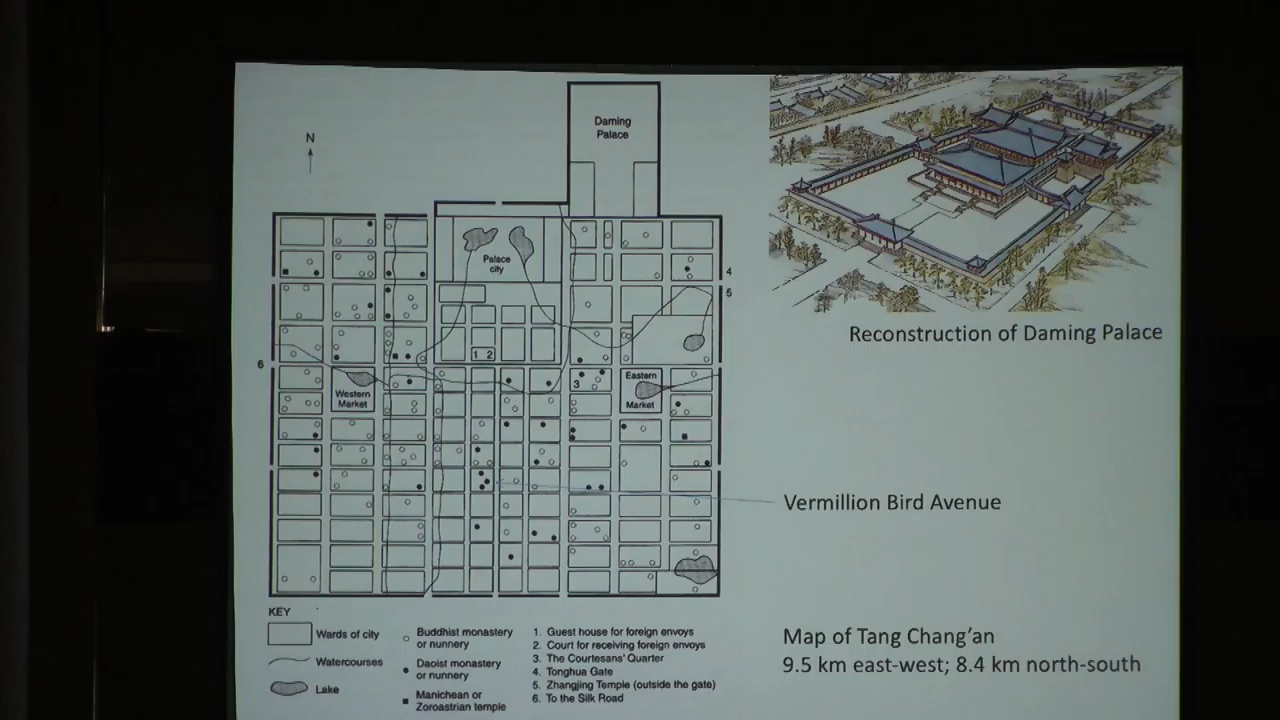 N
Daming
Palace
Palace
city
4
5
6
1 2
3
Western
Market
Eastern
Market
Reconstruction of Daming Palace
Vermillion Bird Avenue
Map of Tang Chang'an
9.5 km east-west; 8.4 km north-south
KEY
Wards of city
Watercourses
Lake
Buddhist monastery
or nunnery
Daoist monastery
or nunnery
Manichean or
Zoroastrian temple
1. Guest house for foreign envoys
2. Court for receiving foreign envoys
3. The Courtesans' Quarter
4. Tonghua Gate
5. Zhangjing Temple (outside the gate)
6. To the Silk Road